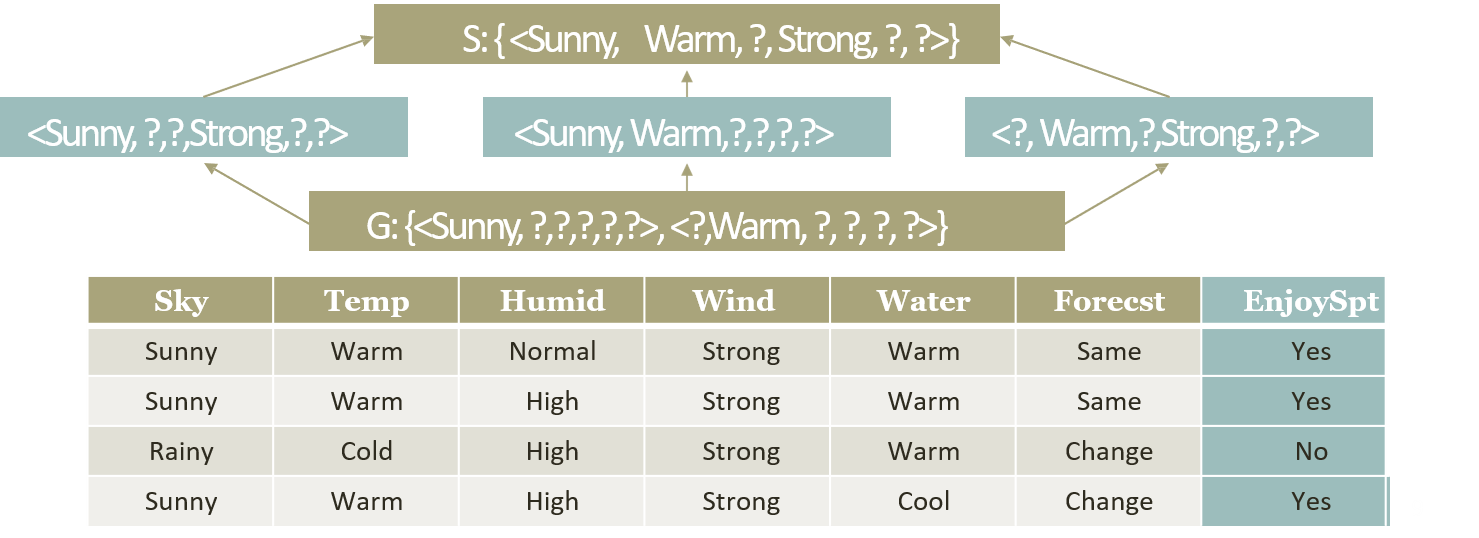 S: { <Sunny, Warm, ?, Strong, ?, ?>}
<Sunny, ?,?,Strong,?,?> <Sunny, Warm,?,?,?,?> <?, Warm,?,Strong,?,?>
G: {<Sunny, ?,?,?,?,?>, <?,Warm, ?, ?, ?, ?>}
Sky Temp Humid Wind Water Forecst EnjoySpt
Sunny Warm Normal Strong Warm Same Yes
Sunny Warm High Strong Warm Same Yes
Rainy Cold High Strong Warm Change No
Sunny Warm High Strong Cool Change Yes